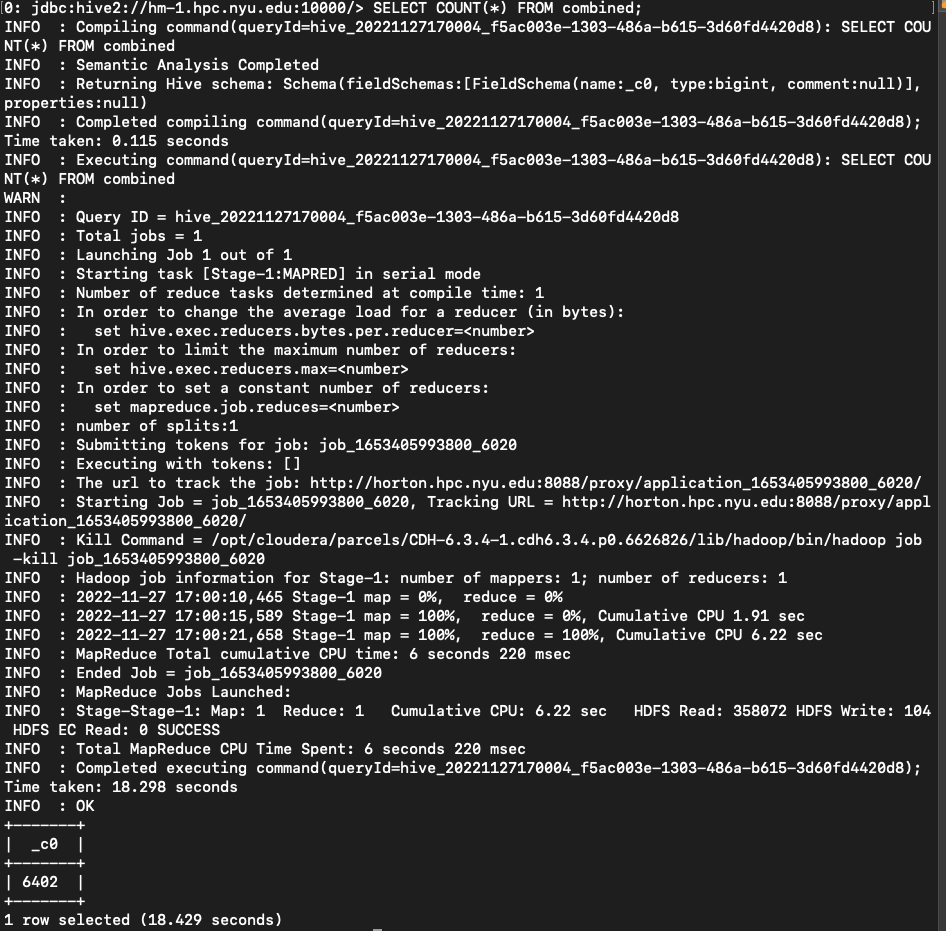 [0: jdbc:hive2://hm-1.hpc.nyu.edu:10000/> SELECT COUNT(*) FROM combined; ]
INFO  : Compiling command(queryId=hive_20221127170004_f5ac003e-1303-486a-b615-3d60fd4420d8): SELECT COU
NT(*) FROM combined
INFO  : Semantic Analysis Completed
INFO  : Returning Hive schema: Schema(fieldSchemas:[FieldSchema(name:_c0, type:bigint, comment:null)],
properties:null)
INFO  : Completed compiling command(queryId=hive_20221127170004_f5ac003e-1303-486a-b615-3d60fd4420d8);
Time taken: 0.115 seconds
INFO  : Executing command(queryId=hive_20221127170004_f5ac003e-1303-486a-b615-3d60fd4420d8): SELECT COU
NT(*) FROM combined
WARN  :
INFO  : Query ID = hive_20221127170004_f5ac003e-1303-486a-b615-3d60fd4420d8
INFO  : Total jobs = 1
INFO  : Launching Job 1 out of 1
INFO  : Starting task [Stage-1:MAPRED] in serial mode
INFO  : Number of reduce tasks determined at compile time: 1
INFO  : In order to change the average load for a reducer (in bytes):
INFO  :   set hive.exec.reducers.bytes.per.reducer=<number>
INFO  : In order to limit the maximum number of reducers:
INFO  :   set hive.exec.reducers.max=<number>
INFO  : In order to set a constant number of reducers:
INFO  :   set mapreduce.job.reduces=<number>
INFO  : number of splits:1
INFO  : Submitting tokens for job: job_1653405993800_6020
INFO  : Executing with tokens: []
INFO  : The url to track the job: http://horton.hpc.nyu.edu:8088/proxy/application_1653405993800_6020/
INFO  : Starting Job = job_1653405993800_6020, Tracking URL = http://horton.hpc.nyu.edu:8088/proxy/appl
ication_1653405993800_6020/
INFO  : Kill Command = /opt/cloudera/parcels/CDH-6.3.4-1.cdh6.3.4.p0.6626826/lib/hadoop/bin/hadoop job
 -kill job_1653405993800_6020
INFO  : Hadoop job information for Stage-1: number of mappers: 1; number of reducers: 1
INFO  : 2022-11-27 17:00:10,465 Stage-1 map = 0%,  reduce = 0%
INFO  : 2022-11-27 17:00:15,589 Stage-1 map = 100%,  reduce = 0%, Cumulative CPU 1.91 sec
INFO  : 2022-11-27 17:00:21,658 Stage-1 map = 100%,  reduce = 100%, Cumulative CPU 6.22 sec
INFO  : MapReduce Total cumulative CPU time: 6 seconds 220 msec
INFO  : Ended Job = job_1653405993800_6020
INFO  : MapReduce Jobs Launched:
INFO  : Stage-Stage-1: Map: 1  Reduce: 1   Cumulative CPU: 6.22 sec   HDFS Read: 358072 HDFS Write: 104
 HDFS EC Read: 0 SUCCESS
INFO  : Total MapReduce CPU Time Spent: 6 seconds 220 msec
INFO  : Completed executing command(queryId=hive_20221127170004_f5ac003e-1303-486a-b615-3d60fd4420d8);
Time taken: 18.298 seconds
INFO  : OK
+-------+
|  _c0  |
+-------+
| 6402  |
+-------+
1 row selected (18.429 seconds)